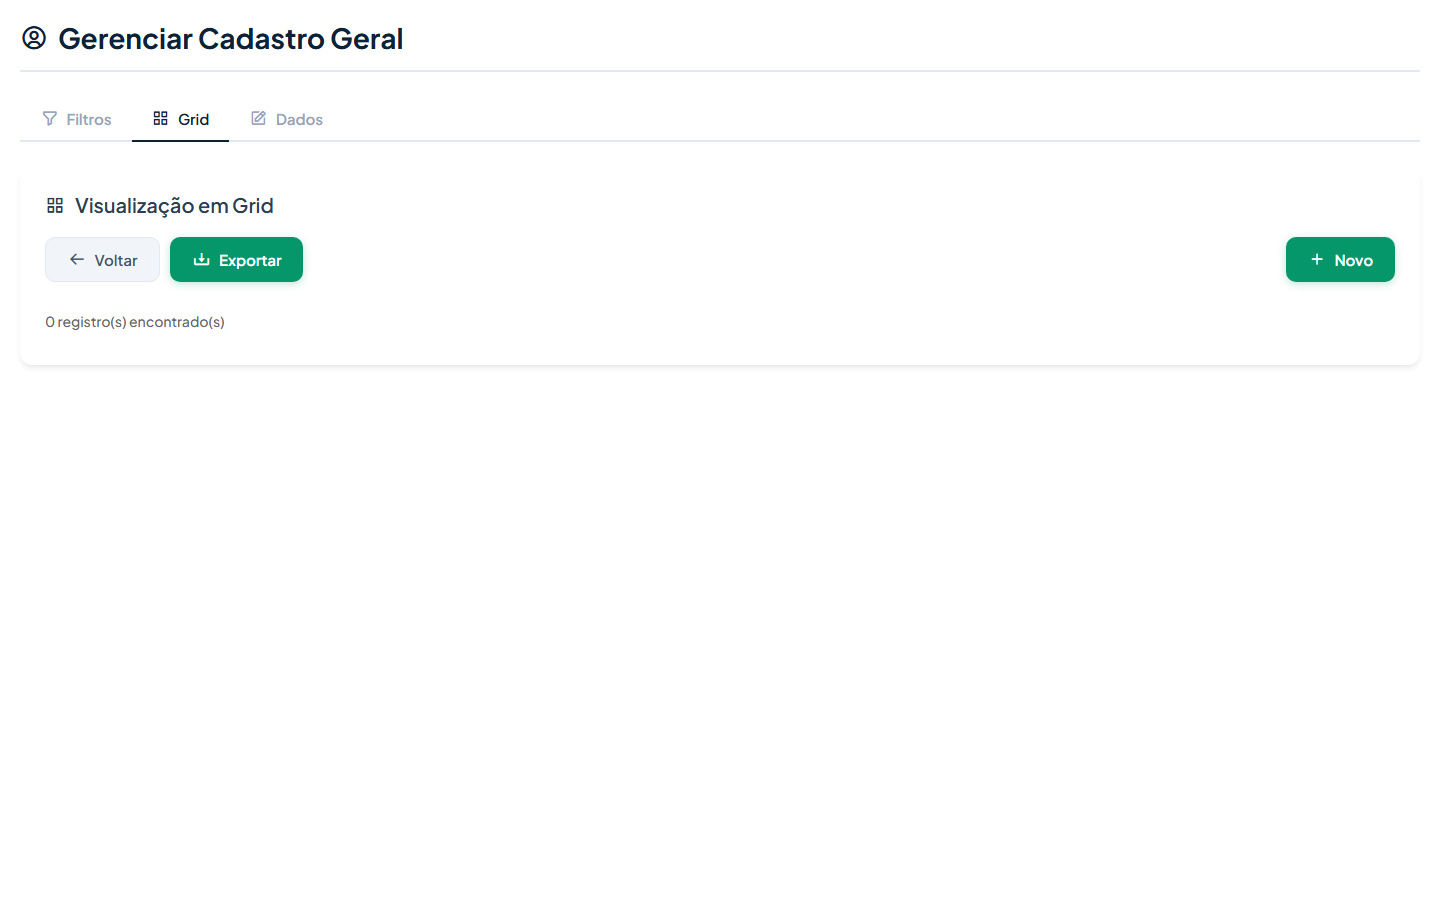 Gerenciar Cadastro Geral
Filtros Grid Dados
Visualização em Grid
Voltar Exportar Novo
0 registro(s) encontrado(s)